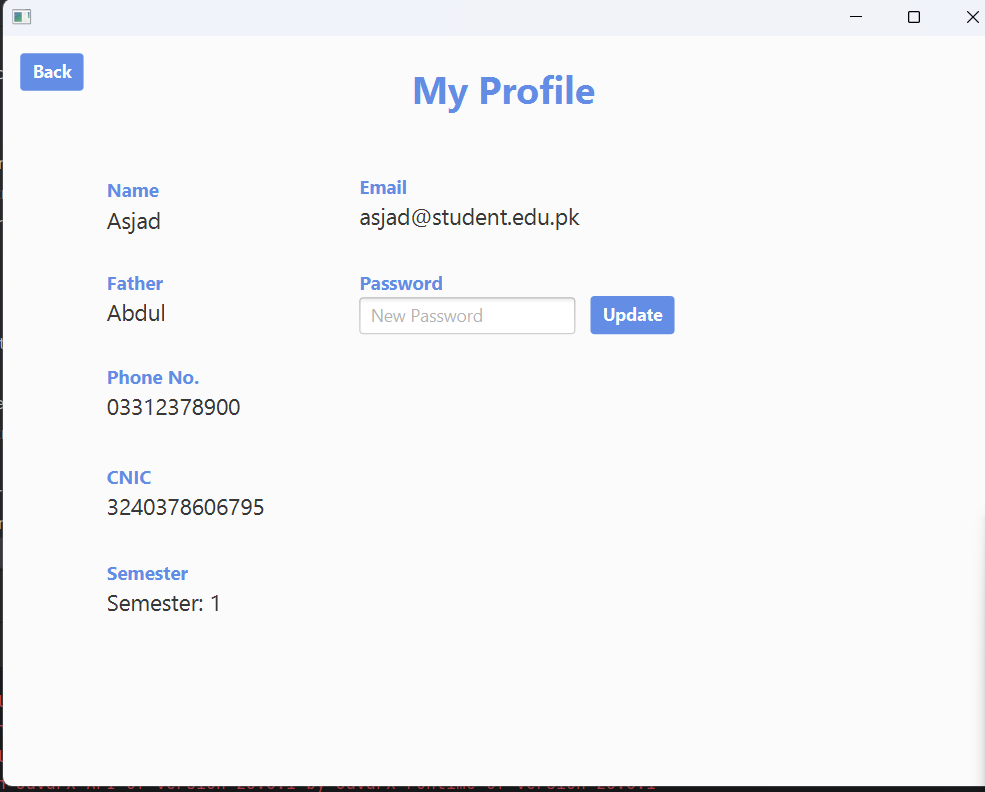 Back
My Profile
Name
Asjad
Email
asjad@student.edu.pk
Father
Abdul
Password
New Password
Update
Phone No.
03312378900
CNIC
3240378606795
Semester
Semester: 1